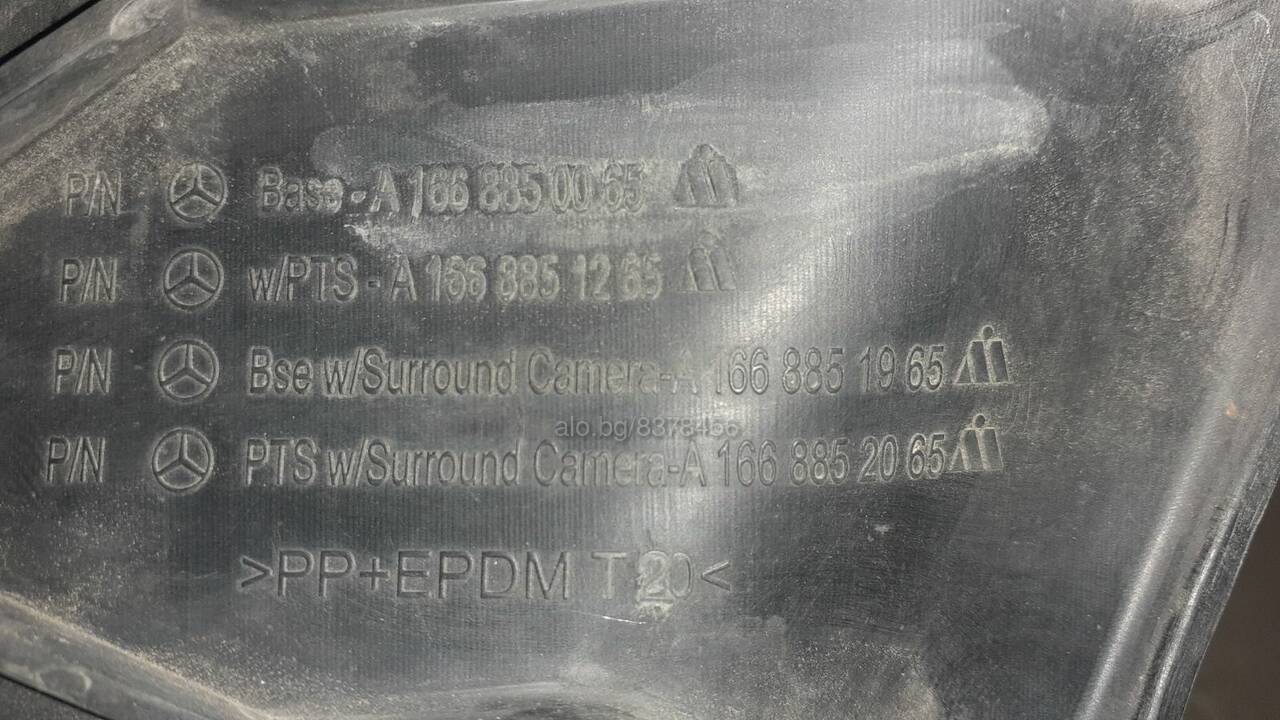 P/N Base - A 166 885 00 65
P/N w/PTS - A 166 885 12 65
P/N Bse w/Surround Camera-A 166 885 19 65
alo.bg/8378456
P/N PTS w/Surround Camera-A 166 885 20 65
>PP+EPDM T 20<